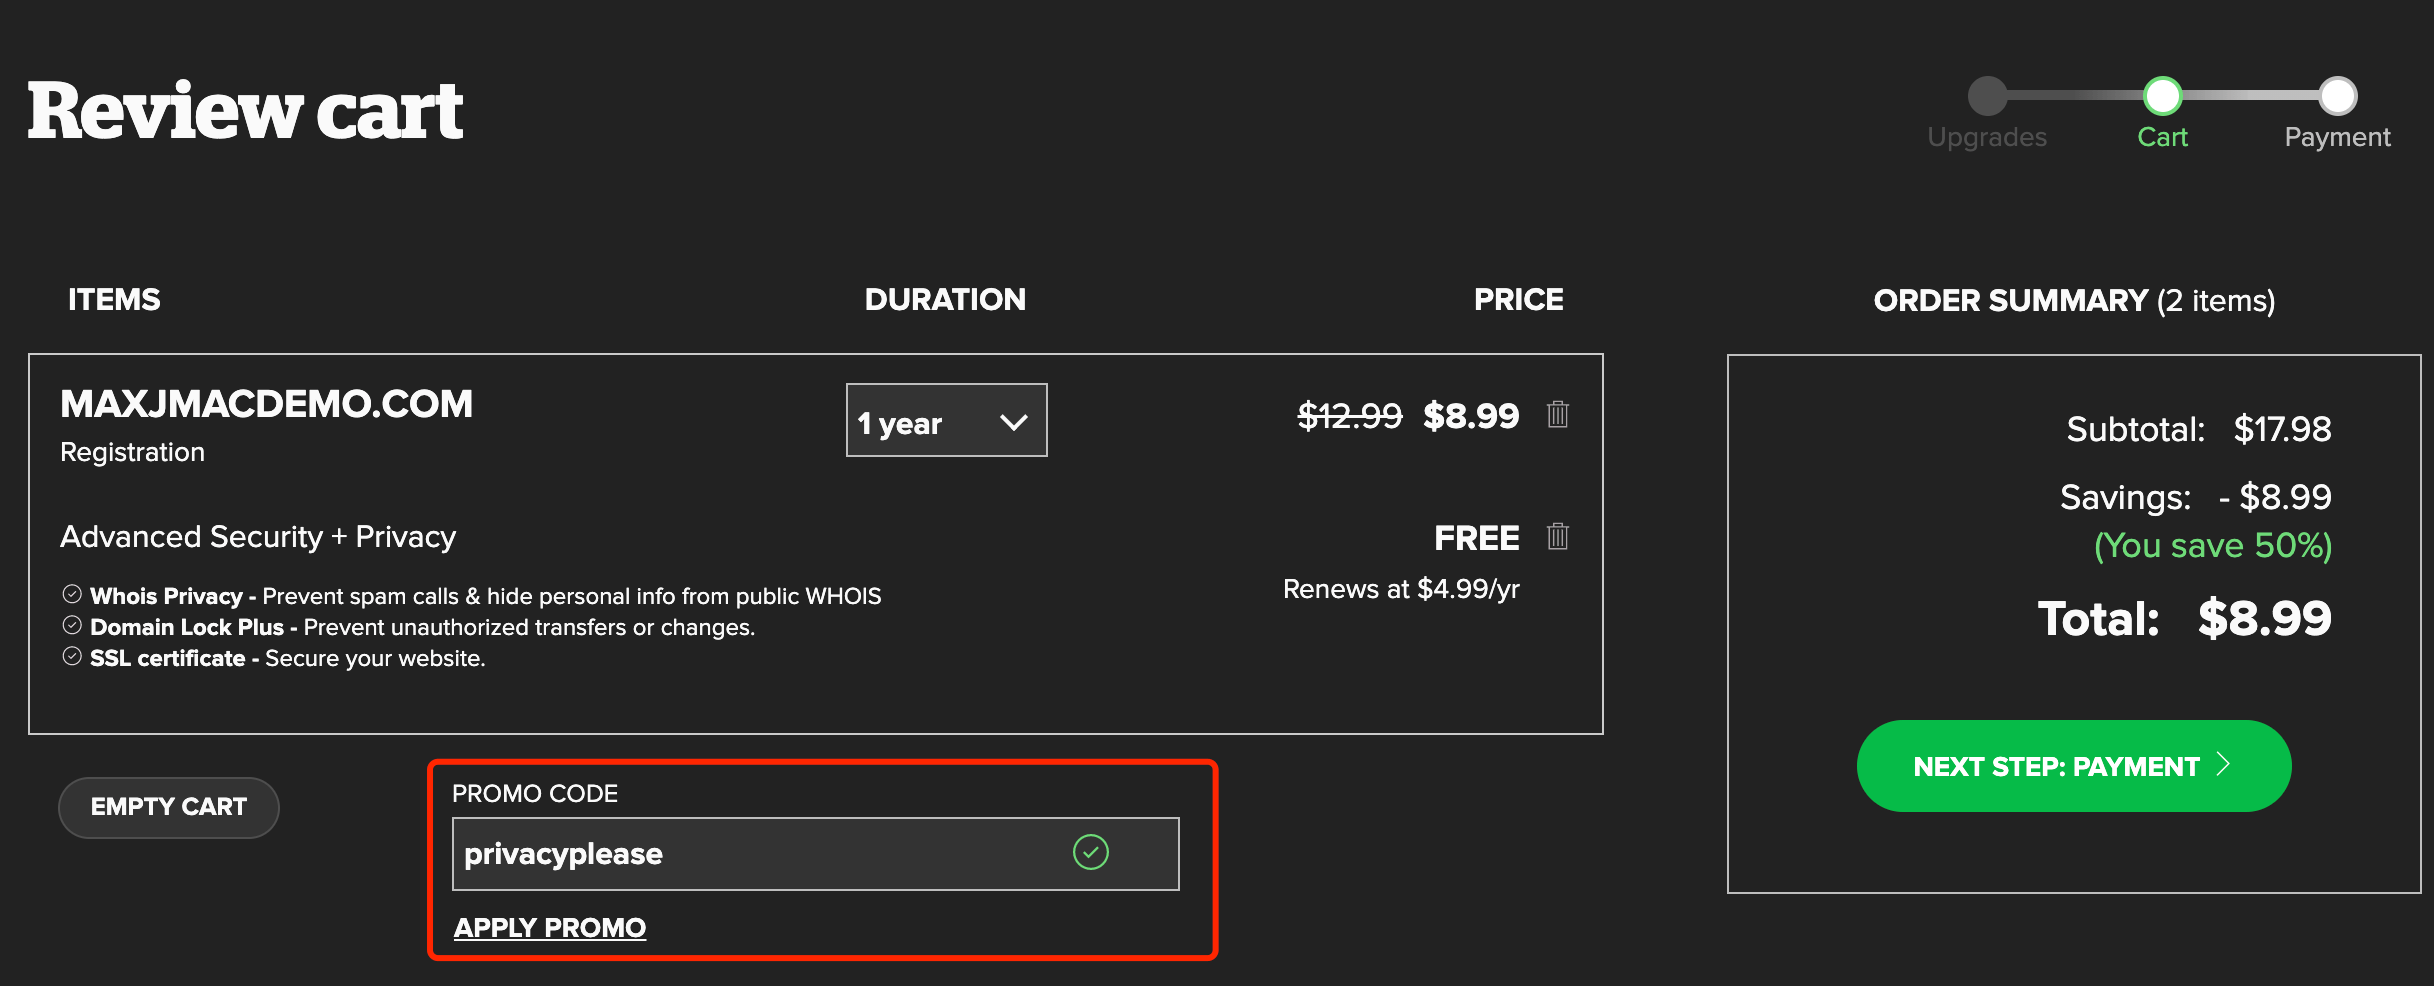 Review cart
Upgrades
Cart
Payment
ITEMS
DURATION
PRICE
ORDER SUMMARY (2 items)
MAXJMACDEMO.COM
Registration
1 year
$12.99 $8.99
Advanced Security + Privacy
FREE
Renews at $4.99/yr
Whois Privacy - Prevent spam calls & hide personal info from public WHOIS
Domain Lock Plus - Prevent unauthorized transfers or changes.
SSL certificate - Secure your website.
Subtotal: $17.98
Savings: - $8.99
(You save 50%)
Total: $8.99
NEXT STEP: PAYMENT
EMPTY CART
PROMO CODE
privacyplease
APPLY PROMO